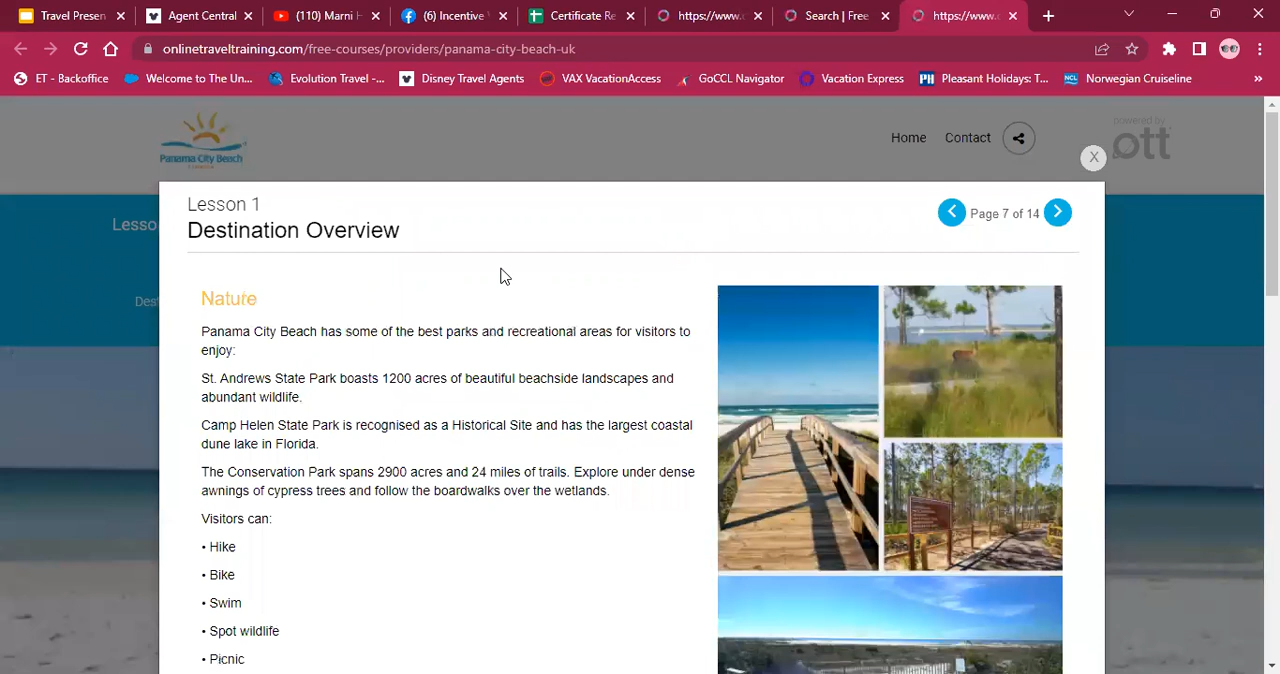 Travel Presen
Agent Central
(110) Marni H
(6) Incentive
Certificate Re
https://www.c
Search | Free
https://www.c
onlinetraveltraining.com/free-courses/providers/panama-city-beach-uk
ET - Backoffice
Welcome to The Un...
Evolution Travel -...
Disney Travel Agents
VAX VacationAccess
GoCCL Navigator
Vacation Express
PH
Pleasant Holidays: T...
NCL
Norwegian Cruiseline
»
Panama City Beach
Home
Contact
powered by
ott
X
Lesso
Dest
Lesson 1
Destination Overview
Page 7 of 14
Nature
Panama City Beach has some of the best parks and recreational areas for visitors to
enjoy:
St. Andrews State Park boasts 1200 acres of beautiful beachside landscapes and
abundant wildlife.
Camp Helen State Park is recognised as a Historical Site and has the largest coastal
dune lake in Florida.
The Conservation Park spans 2900 acres and 24 miles of trails. Explore under dense
awnings of cypress trees and follow the boardwalks over the wetlands.
Visitors can:
• Hike
• Bike
• Swim
• Spot wildlife
• Picnic